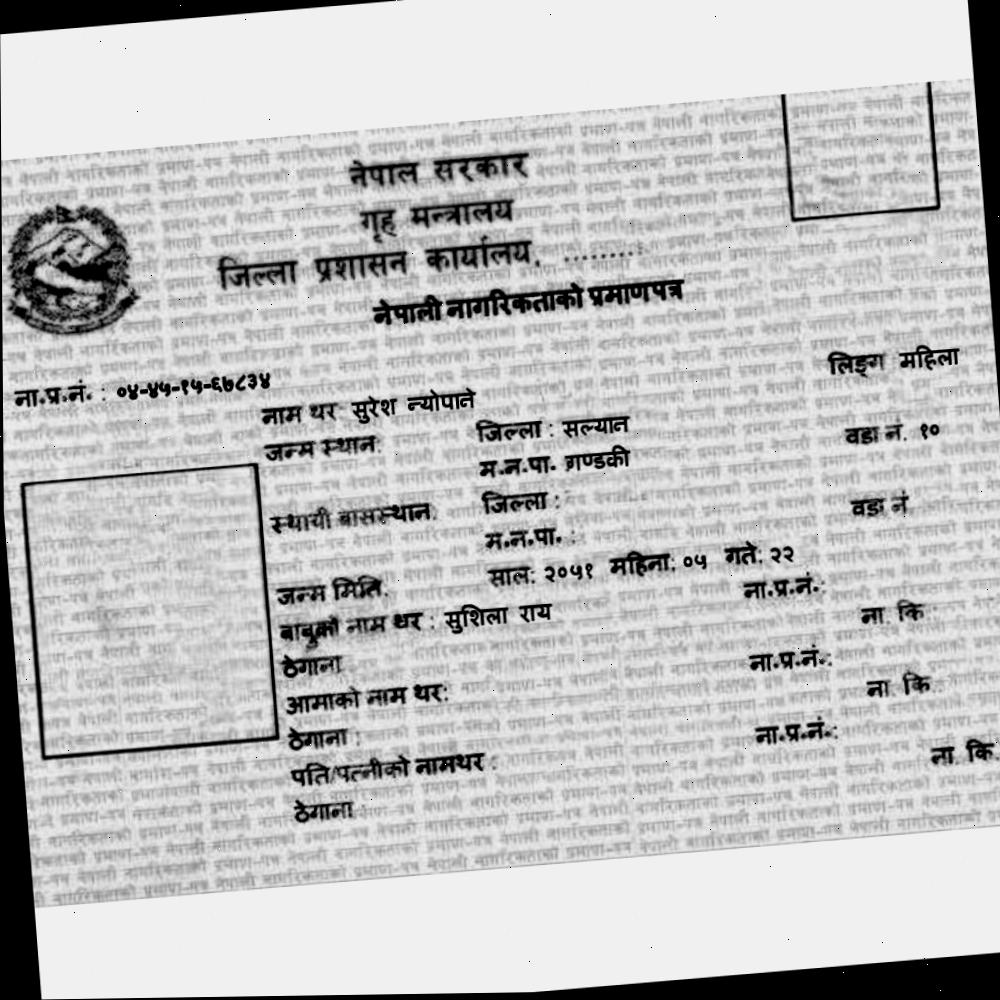 नेपाल सरकार
गृह मन्त्रालय
जिल्ला प्रशासन कार्यालय, .........
नेपाली नागरिकताको प्रमाणपत्र
ना.प्र.नं. : ०४-४५-१५-६७८३४ लिङ्ग महिला
नाम थर सुरेश न्योपाने
जन्म स्थान: जिल्ला : सल्यान वडा नं. १०
म.न.पा. गण्डकी
स्थायी बासस्थान: जिल्ला : वडा नं
म.न.पा. :
जन्म मिति: साल: २०५१ महिना: ०५ गते: २२
बाबुको नाम थर : सुशिला राय ना.प्र.नं.:
ठेगाना ना. कि :
आमाको नाम थर: ना.प्र.नं.:
ठेगाना : ना. कि :
पति/पत्नीको नामथर : ना.प्र.नं.:
ठेगाना ना. कि: